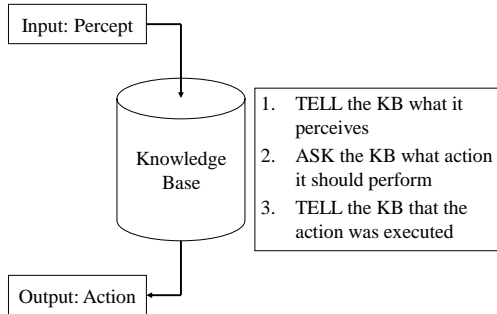 Input: Percept
Knowledge
Base
1. TELL the KB what it
perceives
2. ASK the KB what action
it should perform
3. TELL the KB that the
action was executed
Output: Action